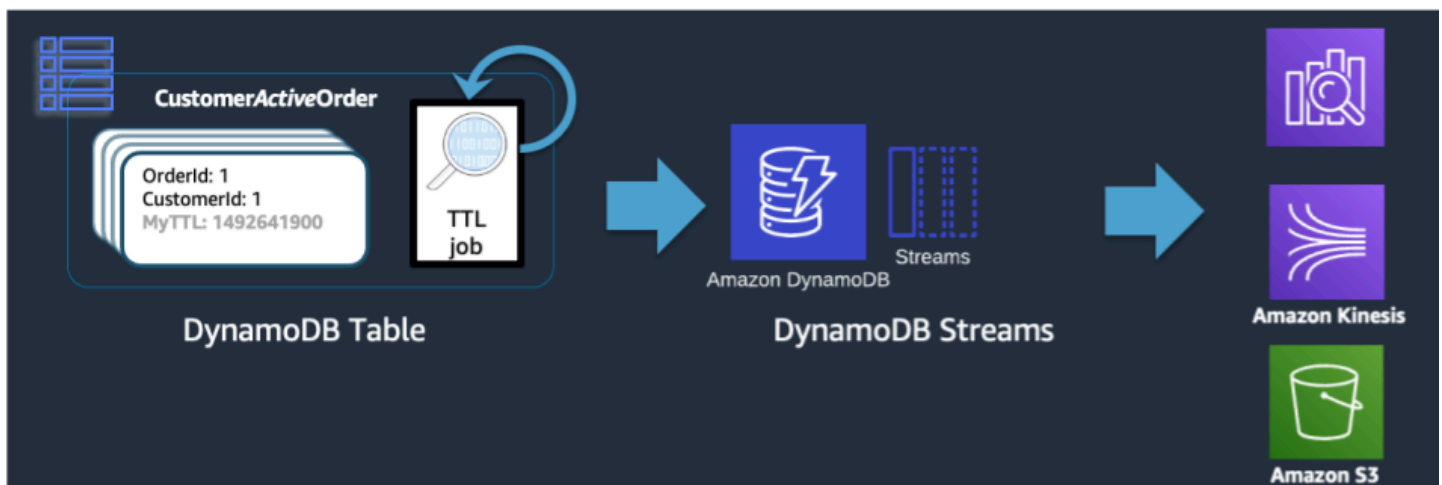 CustomerActiveOrder
OrderId: 1
CustomerId: 1
MyTTL: 1492641900
TTL
job
DynamoDB Table
Amazon DynamoDB
Streams
DynamoDB Streams
Amazon Kinesis
Amazon S3